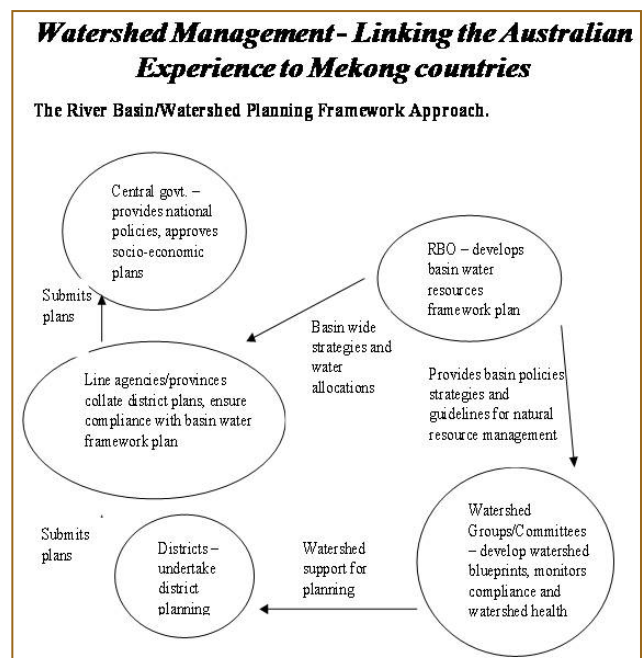 Watershed Management - Linking the Australian
Experience to Mekong countries
The River Basin/Watershed Planning Framework Approach.
Central govt. –
provides national
policies, approves
socio-economic
plans
RBO – develops
basin water
resources
framework plan
Submits
plans
Basin wide
strategies and
water
allocations
Line agencies/provinces
collate district plans, ensure
compliance with basin water
framework plan
Provides basin policies
strategies and
guidelines for natural
resource management
Watershed
Groups/Committees
– develop watershed
blueprints, monitors
compliance and
watershed health
Submits
plans
Districts –
undertake
district
planning
Watershed
support for
planning